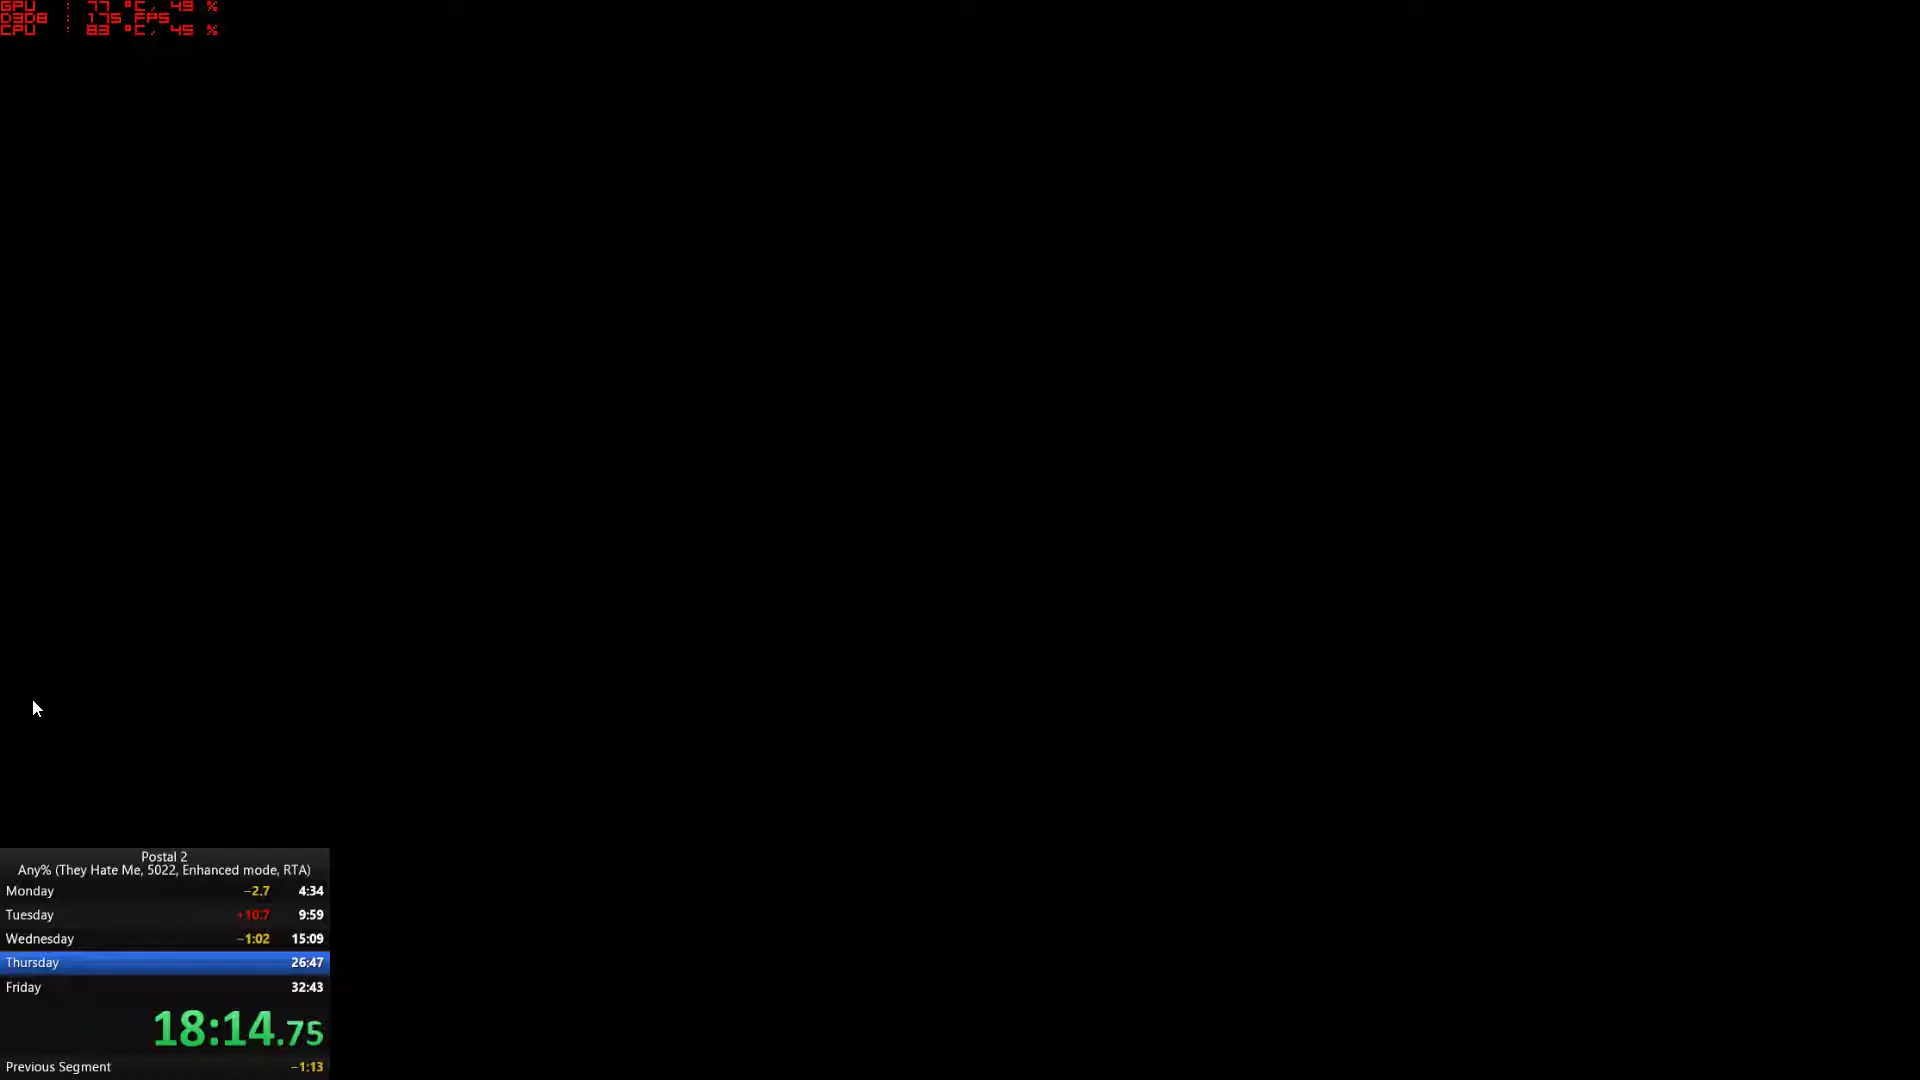 GPU : 77 °C, 49 %
D3D8 : 175 FPS
CPU : 83 °C, 45 %
Postal 2
Any% (They Hate Me, 5022, Enhanced mode, RTA)
Monday −2.7 4:34
Tuesday +10.7 9:59
Wednesday −1:02 15:09
Thursday 26:47
Friday 32:43
18:14.75
Previous Segment −1:13